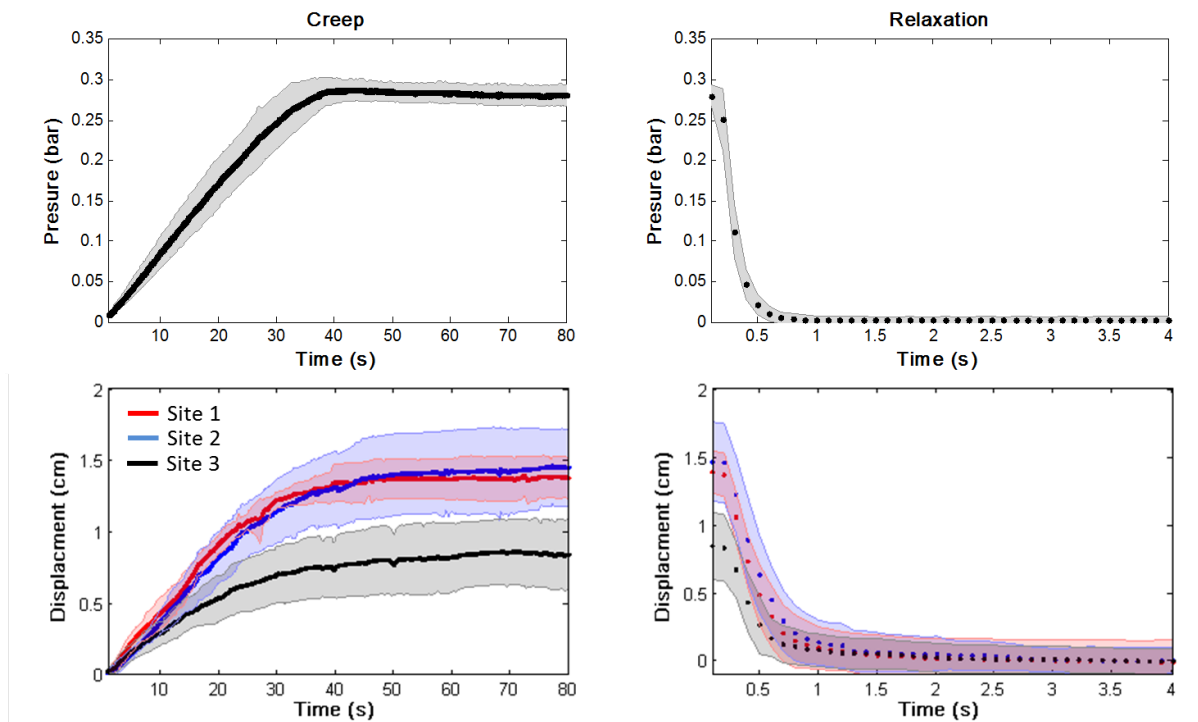 Creep
0.35
0.3
0.25
0.2
0.15
0.1
0.05
0
Presure (bar)
10 20 30 40 50 60 70 80
Time (s)
Relaxation
0.35
0.3
0.25
0.2
0.15
0.1
0.05
0
Presure (bar)
0.5 1 1.5 2 2.5 3 3.5 4
Time (s)
2
1.5
1
0.5
0
Displacment (cm)
Site 1
Site 2
Site 3
10 20 30 40 50 60 70 80
Time (s)
2
1.5
1
0.5
0
Displacment (cm)
0.5 1 1.5 2 2.5 3 3.5 4
Time (s)